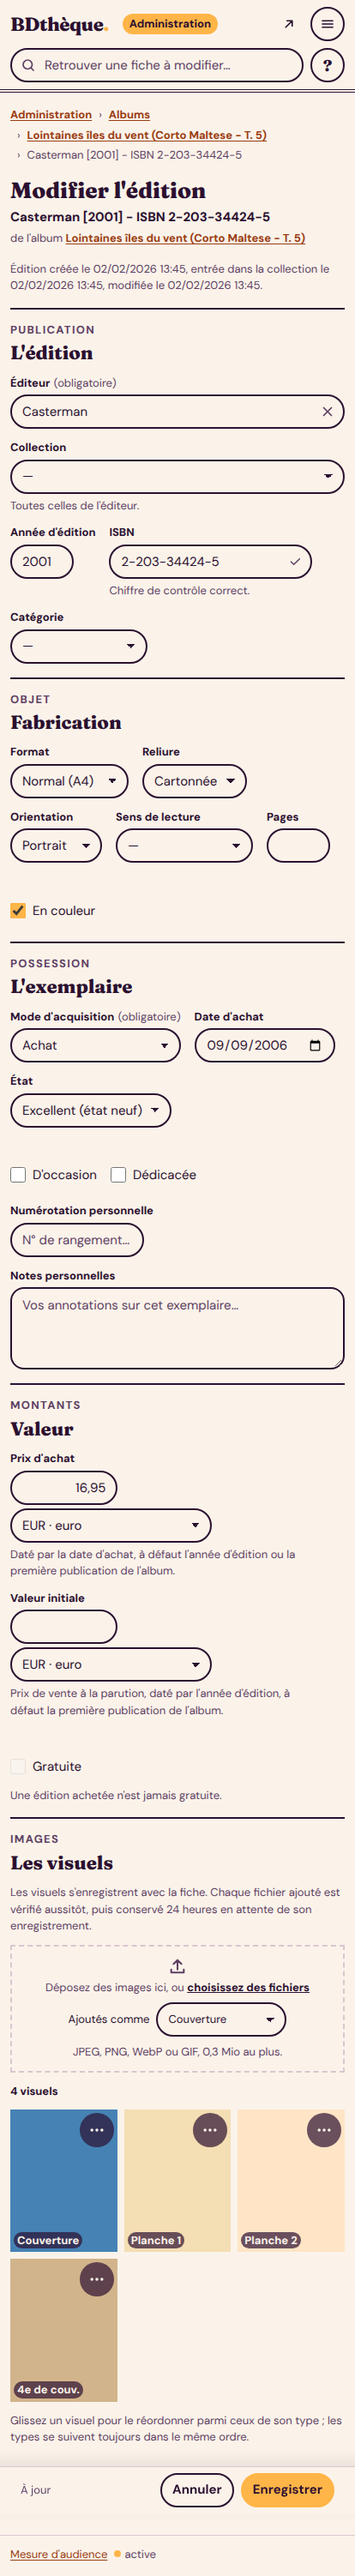 BDthèque. Administration
Retrouver une fiche à modifier... ?
Administration › Albums
› Lointaines îles du vent (Corto Maltese - T. 5)
› Casterman [2001] - ISBN 2-203-34424-5
Modifier l'édition
Casterman [2001] - ISBN 2-203-34424-5
de l'album Lointaines îles du vent (Corto Maltese - T. 5)
Édition créée le 02/02/2026 13:45, entrée dans la collection le
02/02/2026 13:45, modifiée le 02/02/2026 13:45.
PUBLICATION
L'édition
Éditeur (obligatoire)
Casterman
Collection
—
Toutes celles de l'éditeur.
Année d'édition ISBN
2001 2-203-34424-5
Chiffre de contrôle correct.
Catégorie
—
OBJET
Fabrication
Format Reliure
Normal (A4) Cartonnée
Orientation Sens de lecture Pages
Portrait —
En couleur
POSSESSION
L'exemplaire
Mode d'acquisition (obligatoire) Date d'achat
Achat 09/09/2006
État
Excellent (état neuf)
D'occasion Dédicacée
Numérotation personnelle
N° de rangement...
Notes personnelles
Vos annotations sur cet exemplaire...
MONTANTS
Valeur
Prix d'achat
16,95
EUR · euro
Daté par la date d'achat, à défaut l'année d'édition ou la
première publication de l'album.
Valeur initiale
EUR · euro
Prix de vente à la parution, daté par l'année d'édition, à
défaut la première publication de l'album.
Gratuite
Une édition achetée n'est jamais gratuite.
IMAGES
Les visuels
Les visuels s'enregistrent avec la fiche. Chaque fichier ajouté est
vérifié aussitôt, puis conservé 24 heures en attente de son
enregistrement.
Déposez des images ici, ou choisissez des fichiers
Ajoutés comme Couverture
JPEG, PNG, WebP ou GIF, 0,3 Mio au plus.
4 visuels
Couverture Planche 1 Planche 2
4e de couv.
Glissez un visuel pour le réordonner parmi ceux de son type ; les
types se suivent toujours dans le même ordre.
À jour Annuler Enregistrer
Mesure d'audience active